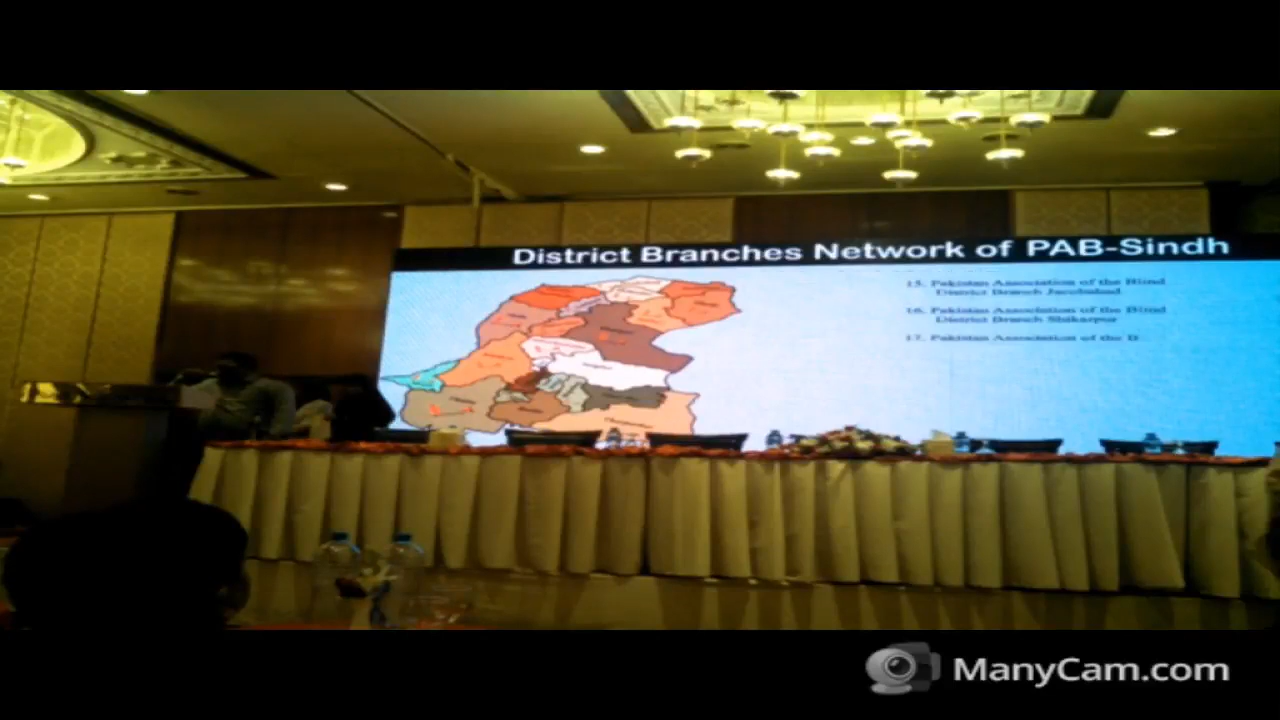 District Branches Network of PAB-Sindh
15. Pakistan Association of the Blind
District Branch Jacobabad
16. Pakistan Association of the Blind
District Branch Shikarpur
17. Pakistan Association of the B
ManyCam.com